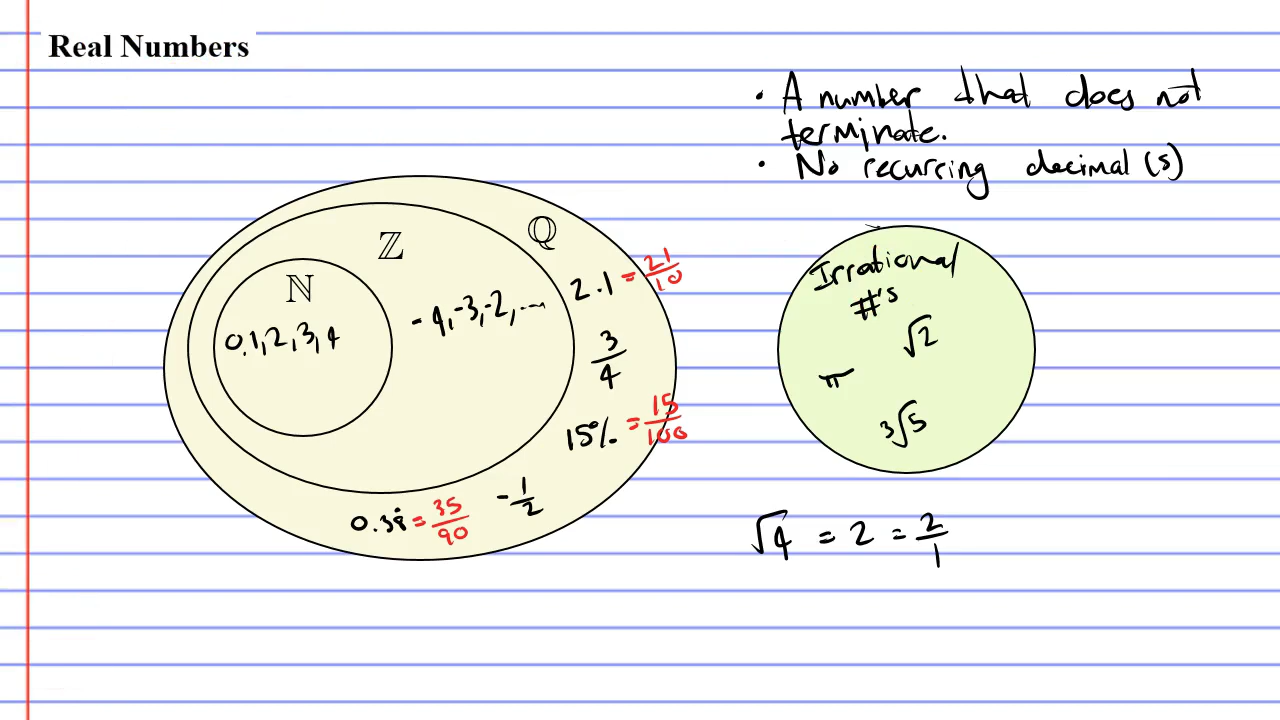 Real Numbers
• A number that does not
terminate.
• No recurring decimal(s)
ℚ
ℤ
ℕ
0,1,2,3,4
-4,-3,-2,...
2.1 = 21/10
3/4
15% = 15/100
0.38̇ = 35/90
-1/2
Irrational
#'s
√2
π
³√5
√4 = 2 = 2/1